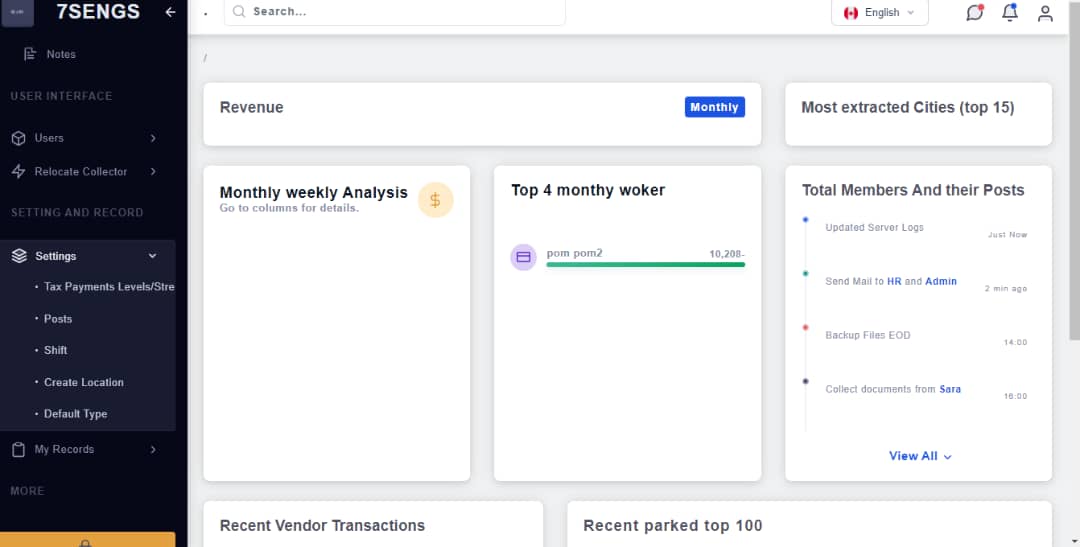 7SENGS
Search...
English
Notes
/
USER INTERFACE
Revenue
Monthly
Most extracted Cities (top 15)
Users
Relocate Collector
SETTING AND RECORD
Monthly weekly Analysis
Go to columns for details.
Top 4 monthy woker
Total Members And their Posts
Updated Server Logs
Just Now
Settings
pom pom2
10,208-
Tax Payments Levels/Stre
Send Mail to HR and Admin
2 min ago
Posts
Backup Files EOD
14:00
Shift
Create Location
Collect documents from Sara
16:00
Default Type
My Records
View All
MORE
Recent Vendor Transactions
Recent parked top 100